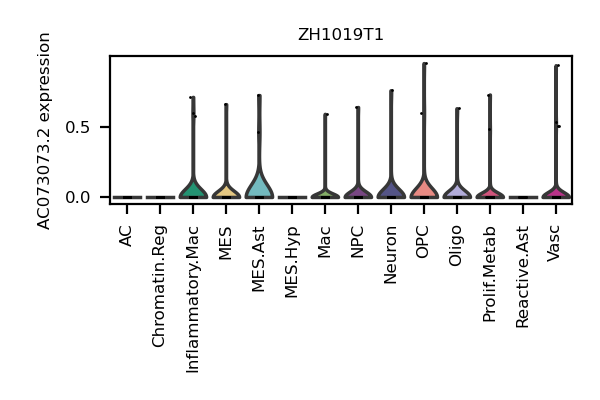 ZH1019T1
AC073073.2 expression
0.5
0.0
AC
Chromatin.Reg
Inflammatory.Mac
MES
MES.Ast
MES.Hyp
Mac
NPC
Neuron
OPC
Oligo
Prolif.Metab
Reactive.Ast
Vasc